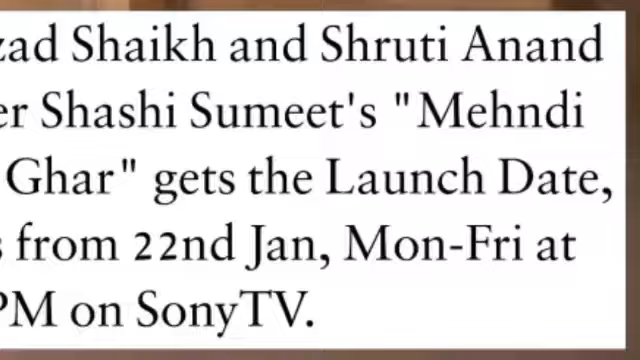 zad Shaikh and Shruti Anand
er Shashi Sumeet's "Mehndi
Ghar" gets the Launch Date,
s from 22nd Jan, Mon-Fri at
PM on SonyTV.